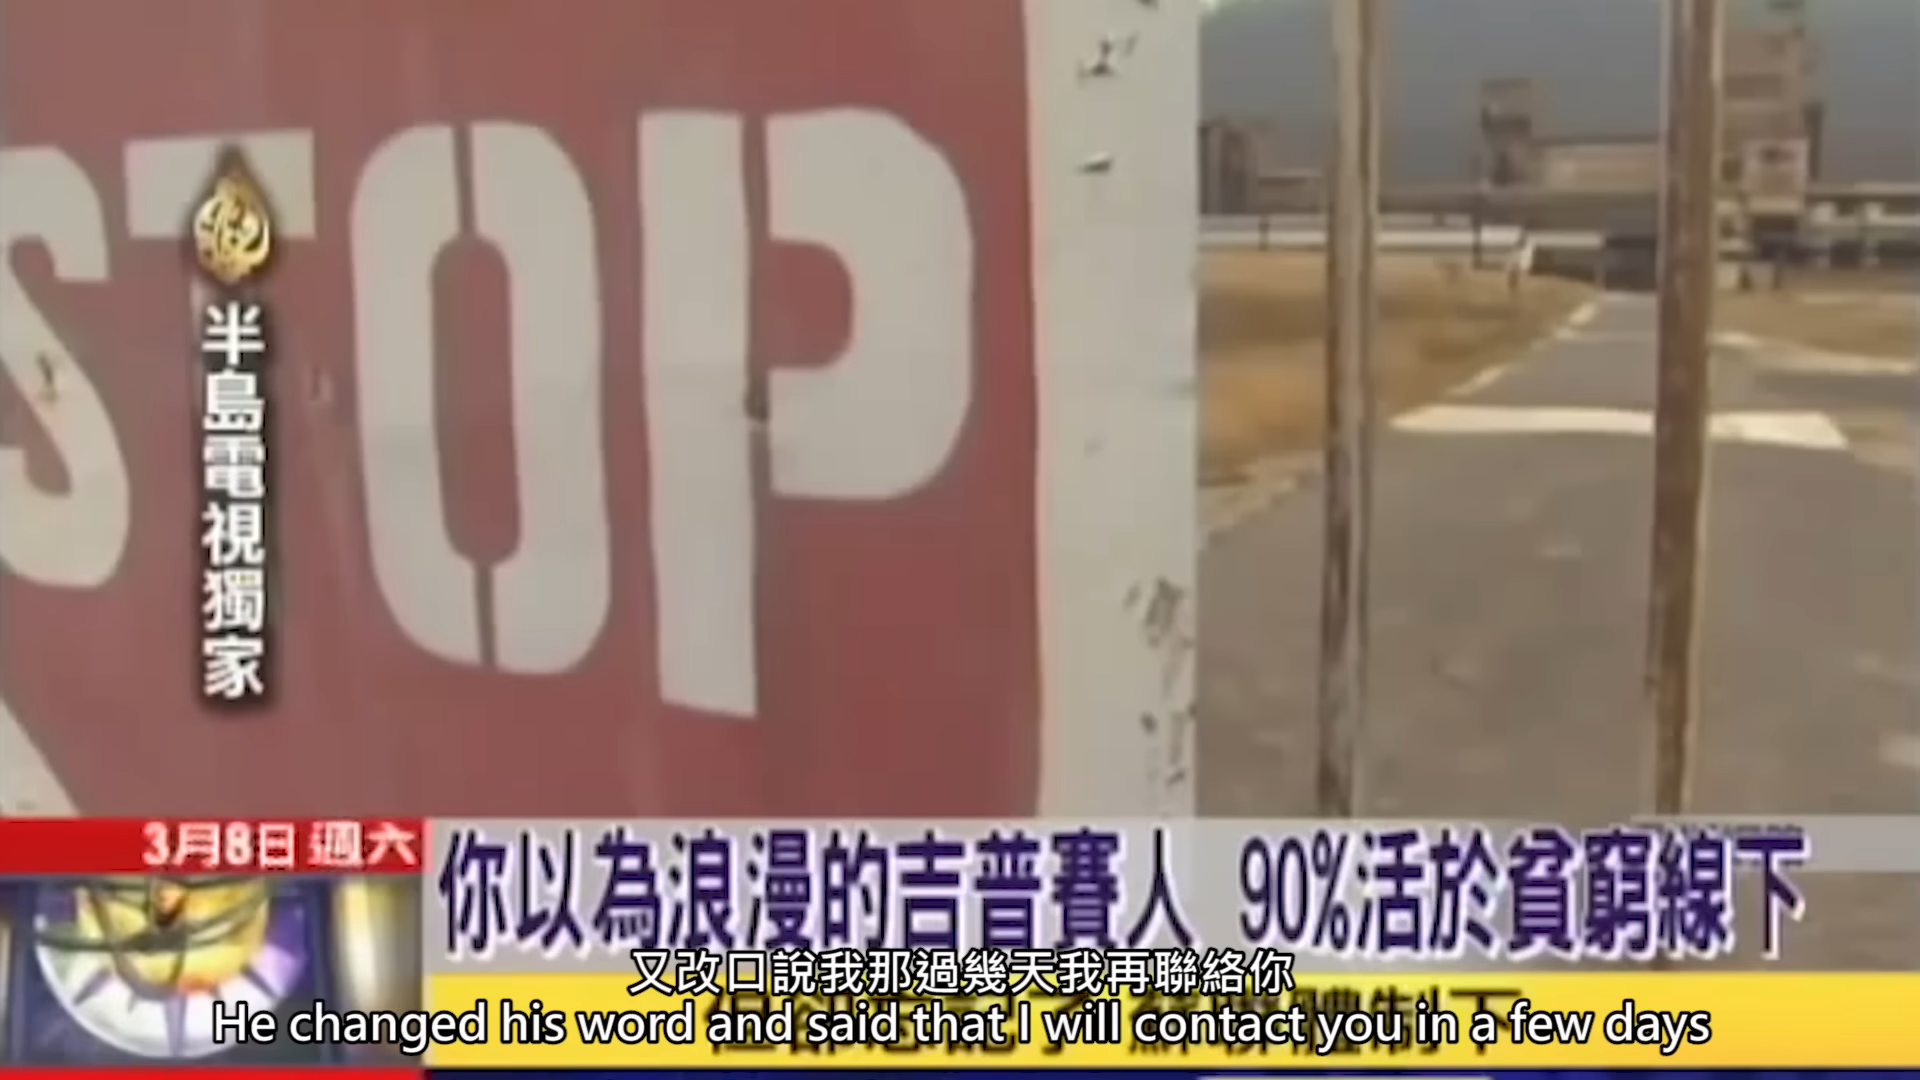 STOP
半島電視獨家
3月8日 週六
你以為浪漫的吉普賽人 90%活於貧窮線下
又改口說我那過幾天我再聯絡你
He changed his word and said that I will contact you in a few days